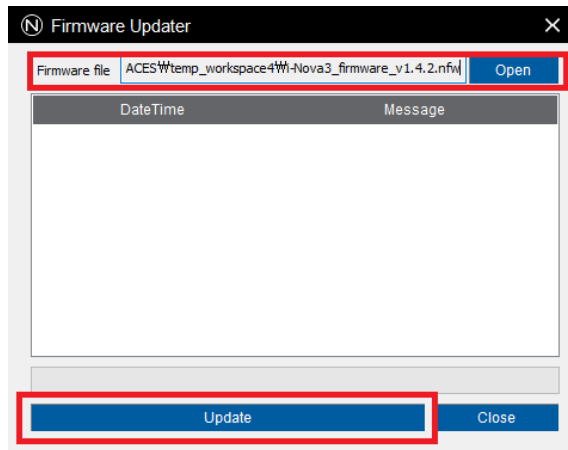 Firmware Updater
Firmware file ACES₩temp_workspace4₩i-Nova3_firmware_v1.4.2.nfw Open
DateTime Message
Update Close